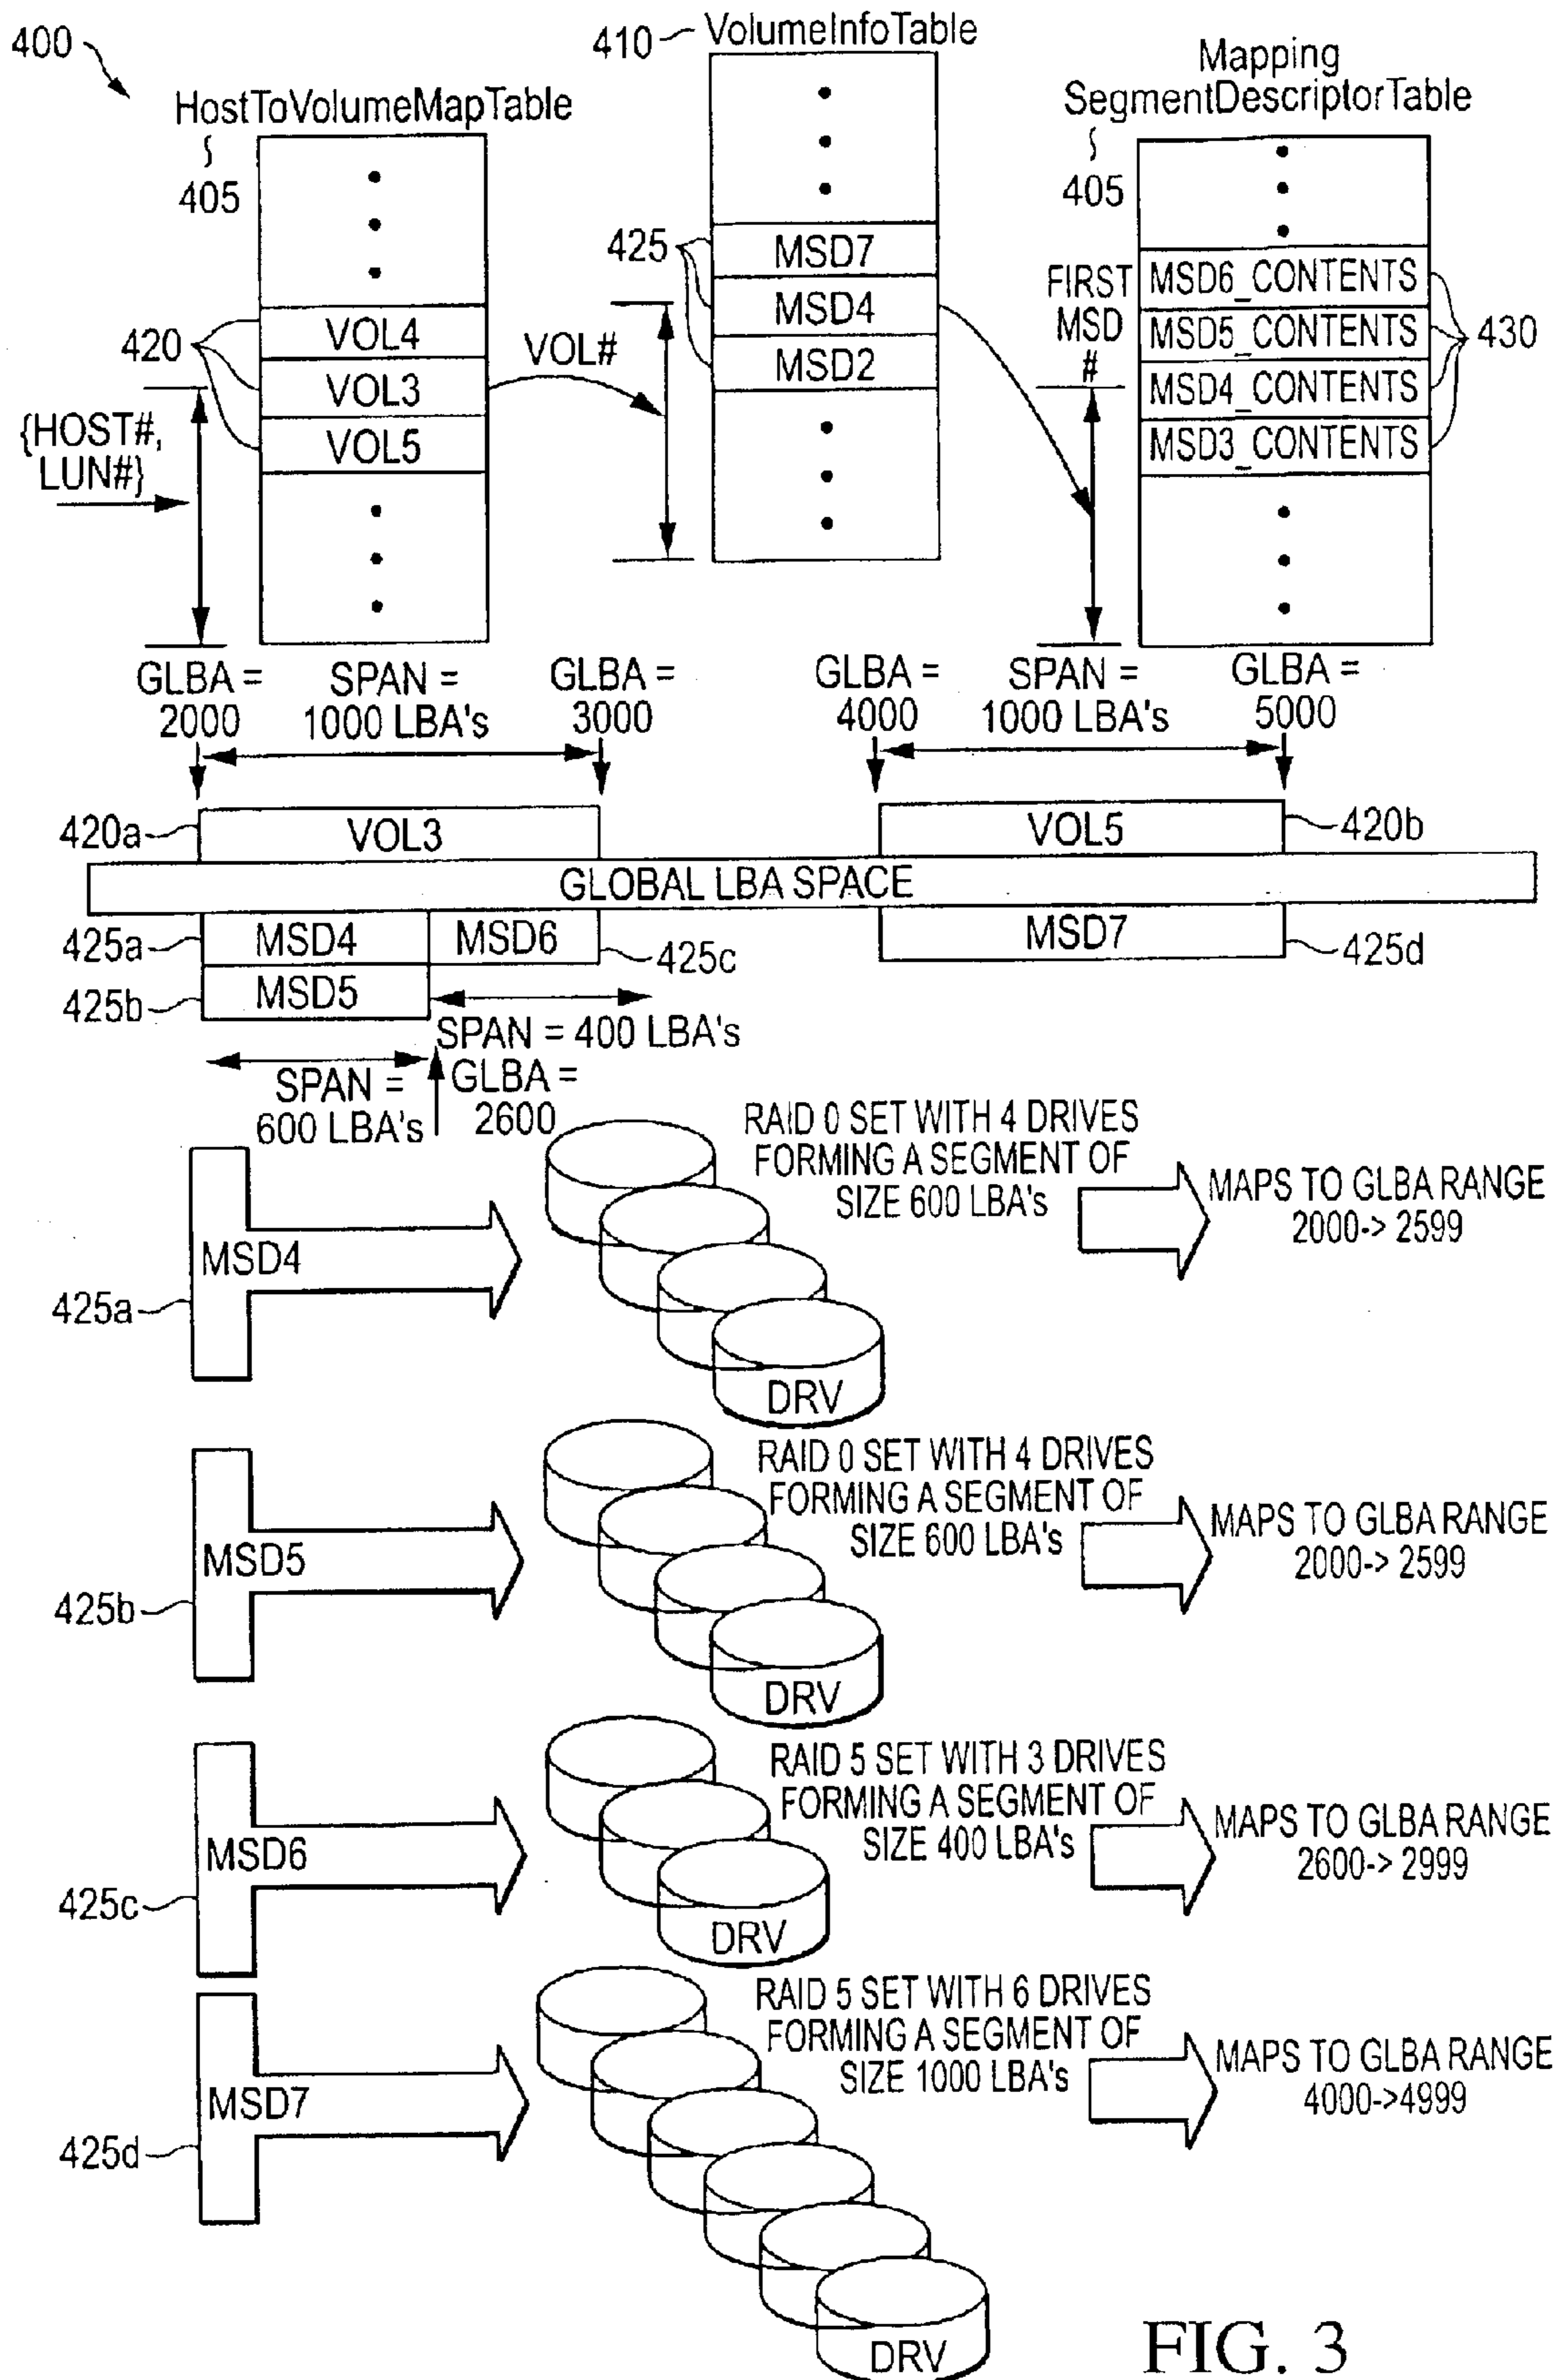 400
HostToVolumeMapTable
405
VOL4
VOL3
VOL5
420
{HOST#,
LUN#}
VOL#
410
VolumeInfoTable
425
MSD7
MSD4
MSD2
Mapping
SegmentDescriptorTable
405
FIRST
MSD
#
MSD6_CONTENTS
MSD5_CONTENTS
MSD4_CONTENTS
MSD3_CONTENTS
430
GLBA =
2000
SPAN =
1000 LBA's
GLBA =
3000
GLBA =
4000
SPAN =
1000 LBA's
GLBA =
5000
420a
VOL3
VOL5
420b
GLOBAL LBA SPACE
425a
MSD4
MSD6
425c
MSD7
425d
425b
MSD5
SPAN = 400 LBA's
SPAN =
600 LBA's
GLBA =
2600
MSD4
425a
DRV
RAID 0 SET WITH 4 DRIVES
FORMING A SEGMENT OF
SIZE 600 LBA's
MAPS TO GLBA RANGE
2000-> 2599
MSD5
425b
DRV
RAID 0 SET WITH 4 DRIVES
FORMING A SEGMENT OF
SIZE 600 LBA's
MAPS TO GLBA RANGE
2000-> 2599
MSD6
425c
DRV
RAID 5 SET WITH 3 DRIVES
FORMING A SEGMENT OF
SIZE 400 LBA's
MAPS TO GLBA RANGE
2600-> 2999
MSD7
425d
DRV
RAID 5 SET WITH 6 DRIVES
FORMING A SEGMENT OF
SIZE 1000 LBA's
MAPS TO GLBA RANGE
4000->4999
FIG. 3